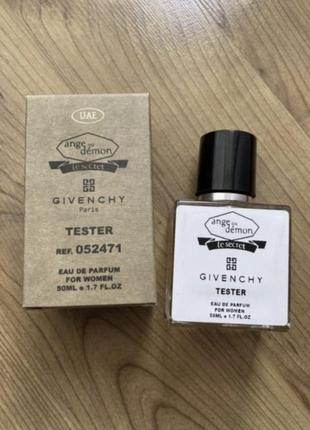 UAE
ange ou
démon
le secret
GIVENCHY
Paris
TESTER
REF. 052471
EAU DE PARFUM
FOR WOMEN
50ML e 1.7 FL.OZ
ange ou
démon
le secret
GIVENCHY
TESTER
EAU DE PARFUM
FOR WOMEN
50ML e 1.7 FL.OZ